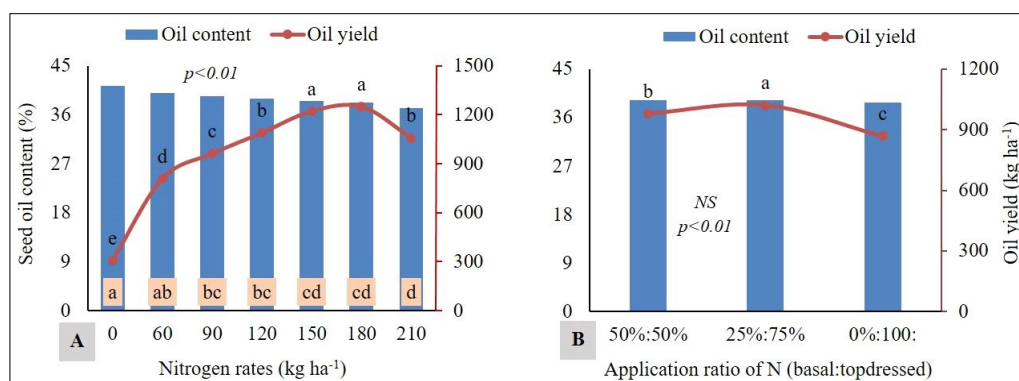 Oil content Oil yield
45
36
27
18
9
0
Seed oil content (%)
p<0.01
e
d
c
b
a
a
b
a
ab
bc
bc
cd
cd
d
1500
1200
900
600
300
0
0 60 90 120 150 180 210
A
Nitrogen rates (kg ha-1)
Oil content Oil yield
45
36
27
18
9
0
b
a
c
NS
p<0.01
1200
900
600
300
0
Oil yield (kg ha-1)
50%:50% 25%:75% 0%:100:
B
Application ratio of N (basal:topdressed)